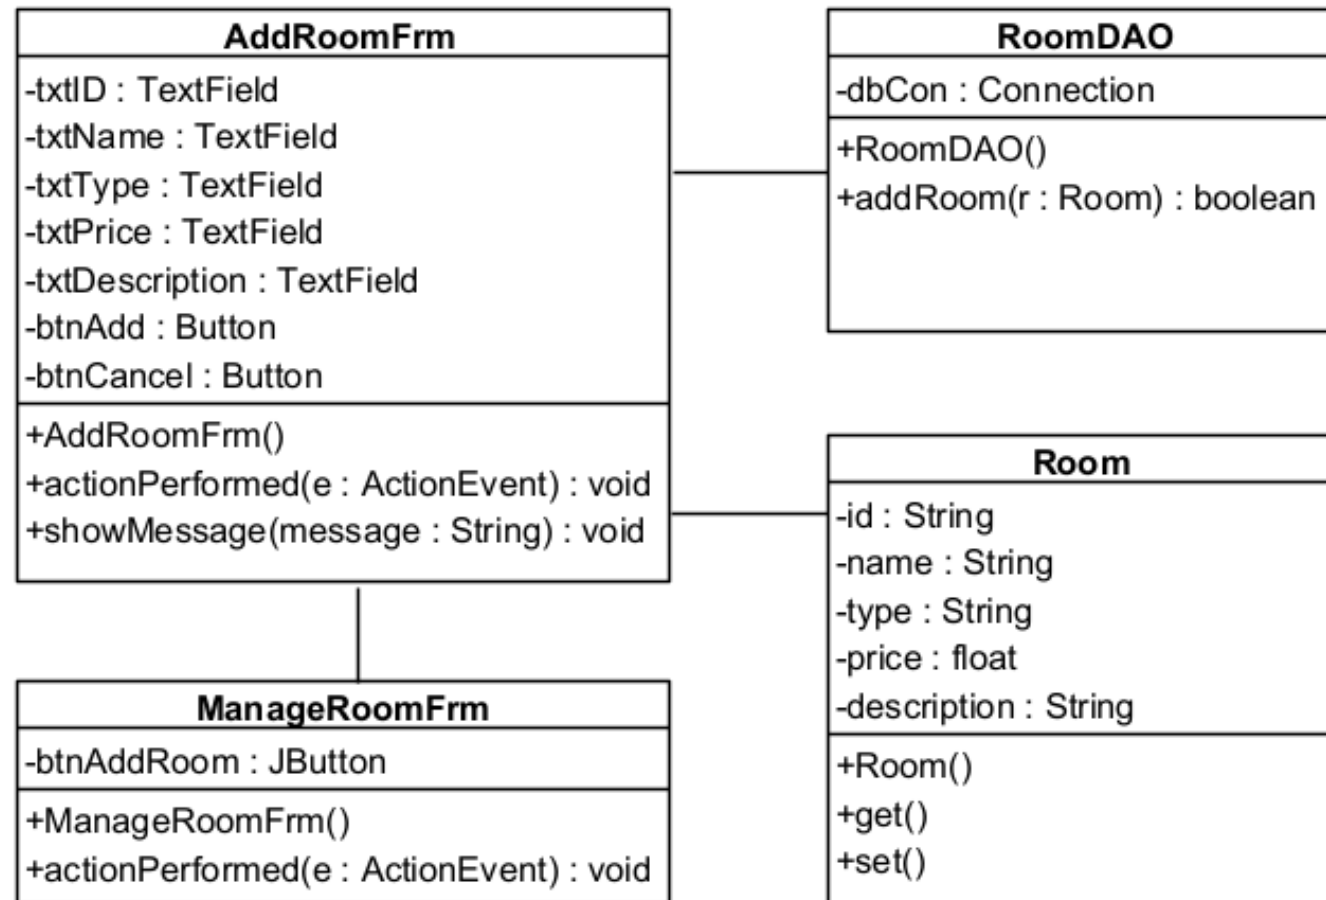 AddRoomFrm
-txtID : TextField
-txtName : TextField
-txtType : TextField
-txtPrice : TextField
-txtDescription : TextField
-btnAdd : Button
-btnCancel : Button
+AddRoomFrm()
+actionPerformed(e : ActionEvent) : void
+showMessage(message : String) : void
RoomDAO
-dbCon : Connection
+RoomDAO()
+addRoom(r : Room) : boolean
ManageRoomFrm
-btnAddRoom : JButton
+ManageRoomFrm()
+actionPerformed(e : ActionEvent) : void
Room
-id : String
-name : String
-type : String
-price : float
-description : String
+Room()
+get()
+set()